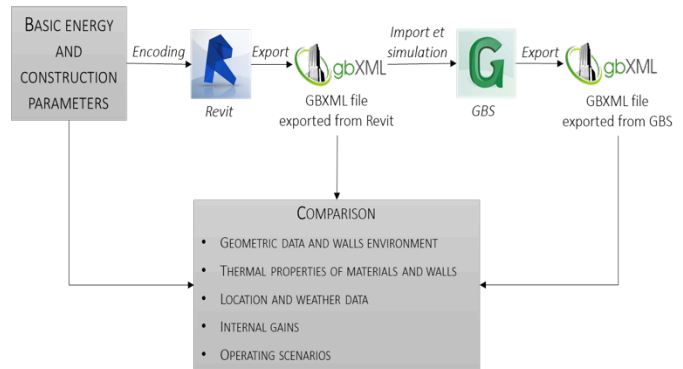 BASIC ENERGY
AND
CONSTRUCTION
PARAMETERS
Encoding
Revit
Export
gbXML
GBXML file
exported from Revit
Import et
simulation
G
GBS
Export
gbXML
GBXML file
exported from GBS
COMPARISON
• GEOMETRIC DATA AND WALLS ENVIRONMENT
• THERMAL PROPERTIES OF MATERIALS AND WALLS
• LOCATION AND WEATHER DATA
• INTERNAL GAINS
• OPERATING SCENARIOS